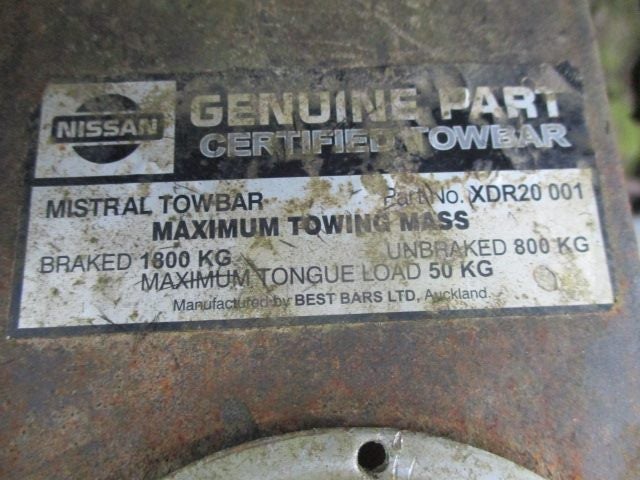 NISSAN
GENUINE PART
CERTIFIED TOWBAR
MISTRAL TOWBAR Part No. XDR20 001
MAXIMUM TOWING MASS
BRAKED 1800 KG UNBRAKED 800 KG
MAXIMUM TONGUE LOAD 50 KG
Manufactured by BEST BARS LTD, Auckland.